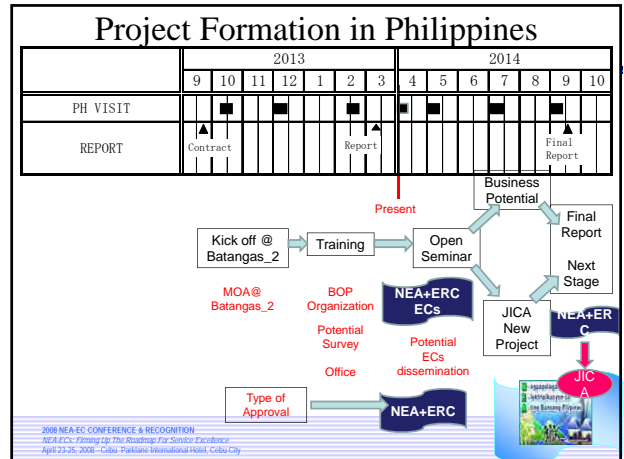 Project Formation in Philippines
2013 2014
9 10 11 12 1 2 3 4 5 6 7 8 9 10
PH VISIT
REPORT
Contract
Report
Final
Report
Present
Business
Potential
Kick off @
Batangas_2
Training
Open
Seminar
Final
Report
Next
Stage
MOA@
Batangas_2
BOP
Organization
Potential
Survey
Office
NEA+ERC
ECs
Potential
ECs
dissemination
JICA
New
Project
NEA+ER
C
JIC
A
Type of
Approval
NEA+ERC
2008 NEA-EC CONFERENCE & RECOGNITION
NEA-ECs: Firming Up The Roadmap For Service Excellence
April 23-25, 2008 - Cebu Parklane International Hotel, Cebu City
ng Bansang Pilipinas